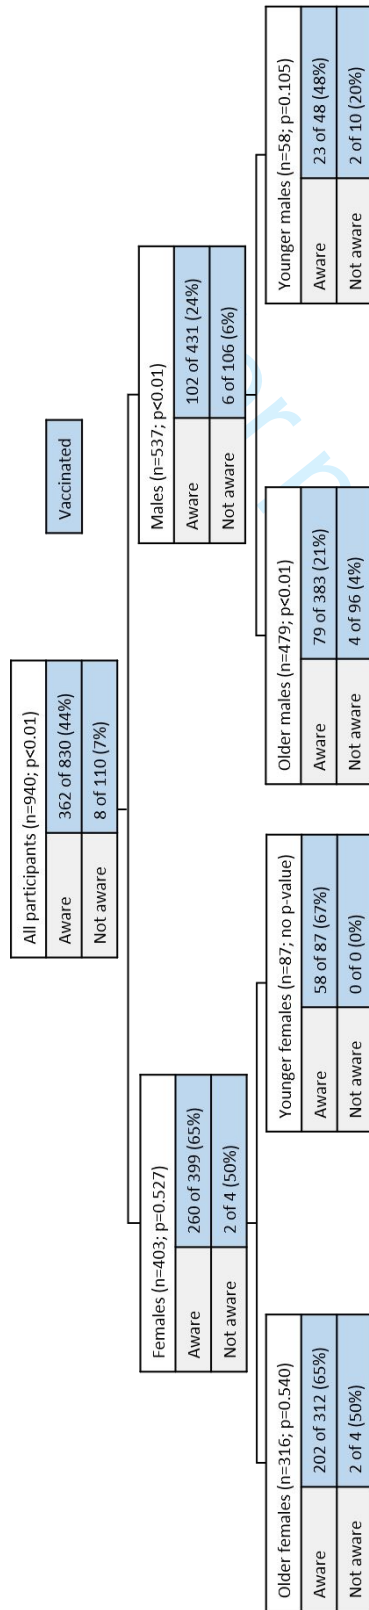 All participants (n=940; p<0.01)
Aware 362 of 830 (44%)
Not aware 8 of 110 (7%)
Vaccinated
Females (n=403; p=0.527)
Aware 260 of 399 (65%)
Not aware 2 of 4 (50%)
Males (n=537; p<0.01)
Aware 102 of 431 (24%)
Not aware 6 of 106 (6%)
Older females (n=316; p=0.540)
Aware 202 of 312 (65%)
Not aware 2 of 4 (50%)
Younger females (n=87; no p-value)
Aware 58 of 87 (67%)
Not aware 0 of 0 (0%)
Older males (n=479; p<0.01)
Aware 79 of 383 (21%)
Not aware 4 of 96 (4%)
Younger males (n=58; p=0.105)
Aware 23 of 48 (48%)
Not aware 2 of 10 (20%)